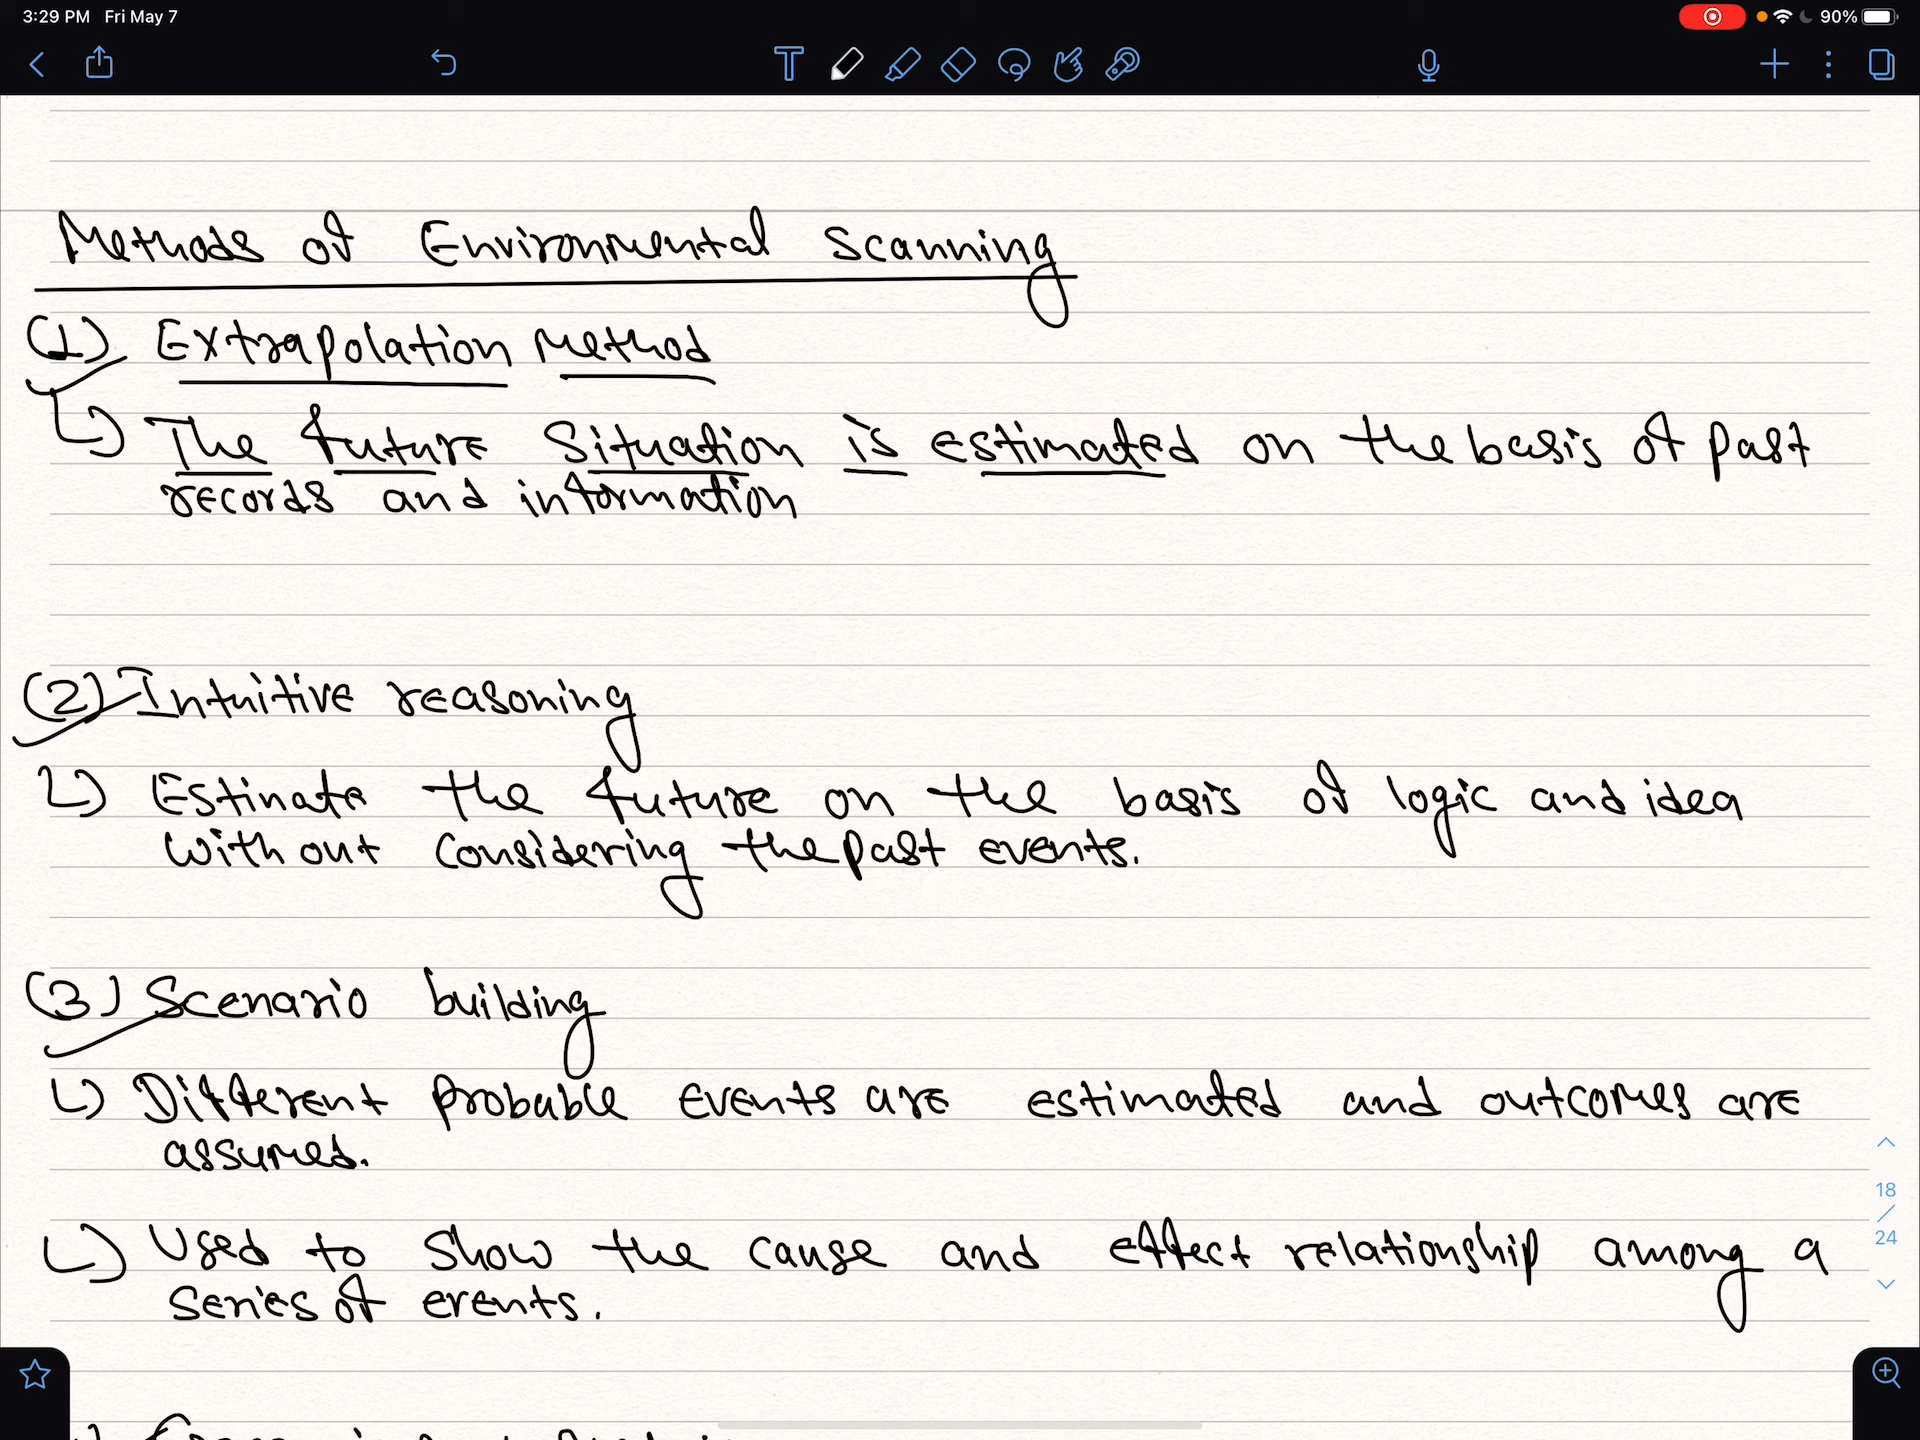 3:29 PM Fri May 7
90%
Methods of Environmental Scanning
(1) Extrapolation Method
The future Situation is estimated on the basis of past
records and information
(2) Intuitive reasoning
Estimate the future on the basis of logic and idea
without considering the past events.
(3) Scenario building
Different probable events are estimated and outcomes are
assumed.
Used to show the cause and effect relationship among a
series of events.
18
/
24